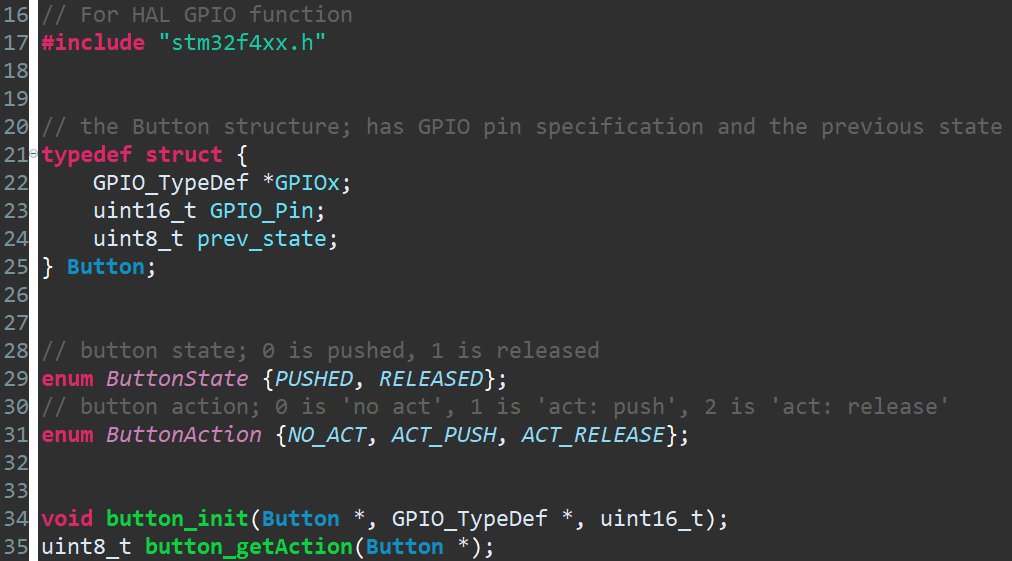 16 // For HAL GPIO function
17 #include "stm32f4xx.h"
18
19
20 // the Button structure; has GPIO pin specification and the previous state
21 typedef struct {
22     GPIO_TypeDef *GPIOx;
23     uint16_t GPIO_Pin;
24     uint8_t prev_state;
25 } Button;
26
27
28 // button state; 0 is pushed, 1 is released
29 enum ButtonState {PUSHED, RELEASED};
30 // button action; 0 is 'no act', 1 is 'act: push', 2 is 'act: release'
31 enum ButtonAction {NO_ACT, ACT_PUSH, ACT_RELEASE};
32
33
34 void button_init(Button *, GPIO_TypeDef *, uint16_t);
35 uint8_t button_getAction(Button *);